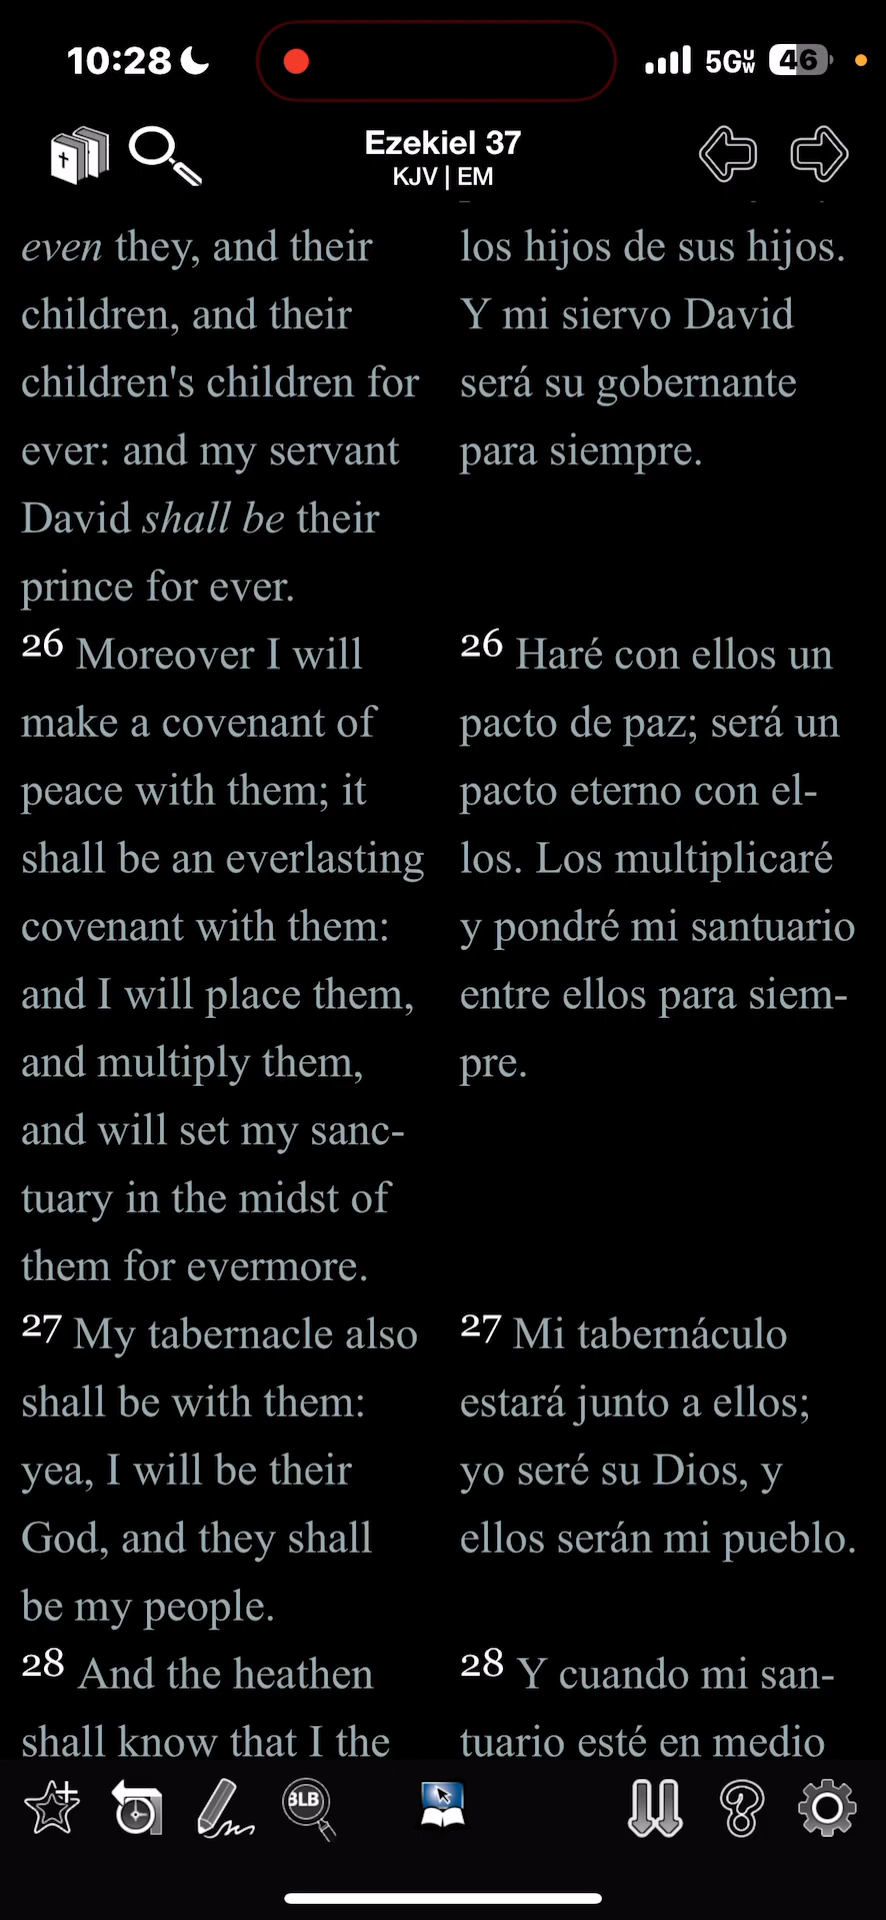 10:28
5G UW
46
Ezekiel 37
KJV | EM
even they, and their
children, and their
children's children for
ever: and my servant
David shall be their
prince for ever.
26 Moreover I will
make a covenant of
peace with them; it
shall be an everlasting
covenant with them:
and I will place them,
and multiply them,
and will set my sanc-
tuary in the midst of
them for evermore.
27 My tabernacle also
shall be with them:
yea, I will be their
God, and they shall
be my people.
28 And the heathen
shall know that I the
los hijos de sus hijos.
Y mi siervo David
será su gobernante
para siempre.
26 Haré con ellos un
pacto de paz; será un
pacto eterno con el-
los. Los multiplicaré
y pondré mi santuario
entre ellos para siem-
pre.
27 Mi tabernáculo
estará junto a ellos;
yo seré su Dios, y
ellos serán mi pueblo.
28 Y cuando mi san-
tuario esté en medio
BLB